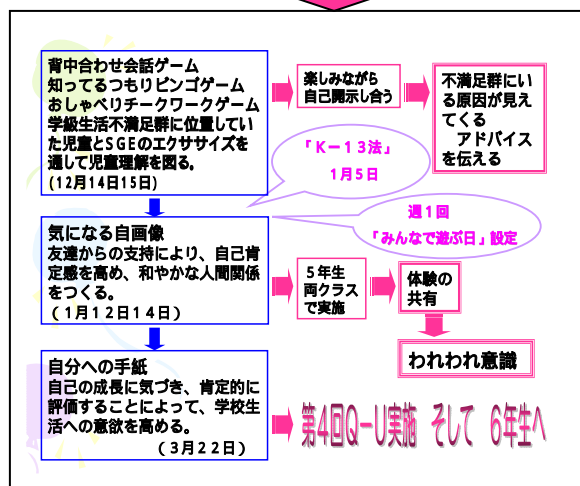 背中合わせ会話ゲーム
知ってるつもりビンゴゲーム
おしゃべりチークワークゲーム
学級生活不満足群に位置してい
た児童とSGEのエクササイズを
通して児童理解を図る。
(12月14日15日)
楽しみながら
自己開示し合う
不満足群にい
る原因が見え
てくる
アドバイス
を伝える
「K－13法」
1月5日
週1回
「みんなで遊ぶ日」設定
気になる自画像
友達からの支持により、自己肯
定感を高め、和やかな人間関係
をつくる。
（1月12日14日）
5年生
両クラス
で実施
体験の
共有
われわれ意識
自分への手紙
自己の成長に気づき、肯定的に
評価することによって、学校生
活への意欲を高める。
（3月22日）
第4回Q－U実施　そして　6年生へ